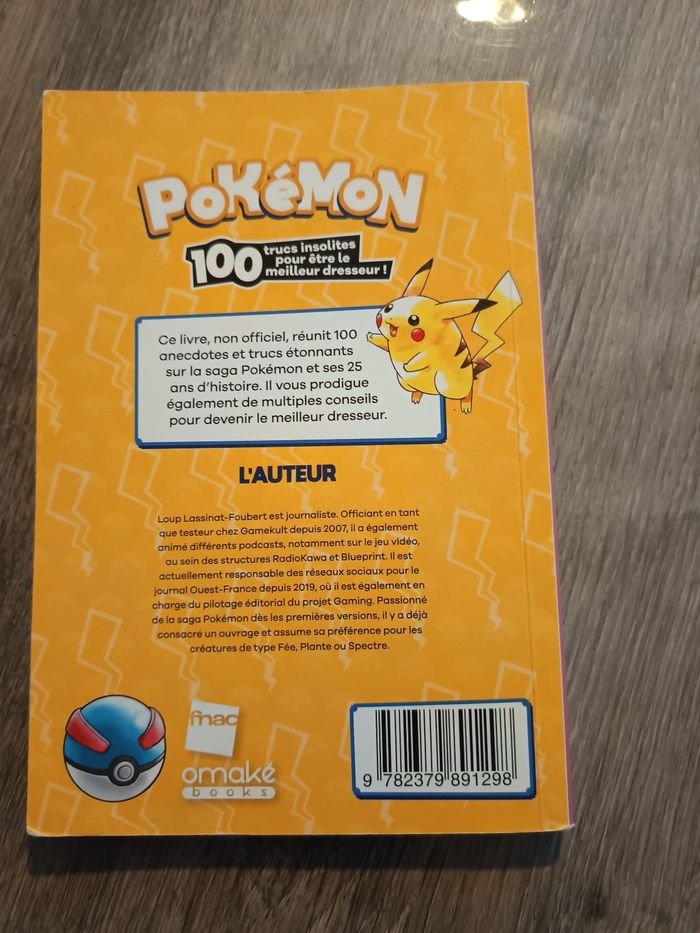 POKéMON
100 trucs insolites
pour être le
meilleur dresseur !
Ce livre, non officiel, réunit 100
anecdotes et trucs étonnants
sur la saga Pokémon et ses 25
ans d'histoire. Il vous prodigue
également de multiples conseils
pour devenir le meilleur dresseur.
L'AUTEUR
Loup Lassinat-Foubert est journaliste. Officiant en tant
que testeur chez Gamekult depuis 2007, il a également
animé différents podcasts, notamment sur le jeu vidéo,
au sein des structures RadioKawa et Blueprint. Il est
actuellement responsable des réseaux sociaux pour le
journal Ouest-France depuis 2019, où il est également en
charge du pilotage éditorial du projet Gaming. Passionné
de la saga Pokémon dès les premières versions, il y a déjà
consacré un ouvrage et assume sa préférence pour les
créatures de type Fée, Plante ou Spectre.
fnac
omaké
books
9 782379 891298